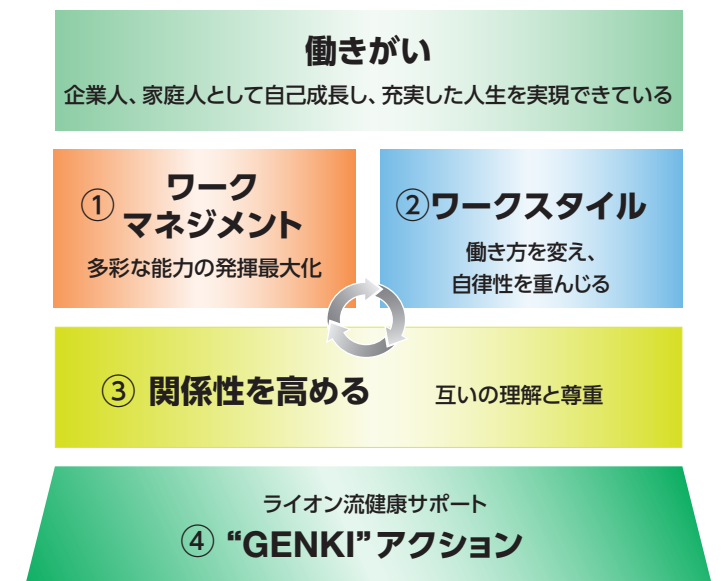 働きがい
企業人、家庭人として自己成長し、充実した人生を実現できている
① ワーク
マネジメント
多彩な能力の発揮最大化
②ワークスタイル
働き方を変え、
自律性を重んじる
③ 関係性を高める 互いの理解と尊重
ライオン流健康サポート
④ “GENKI”アクション